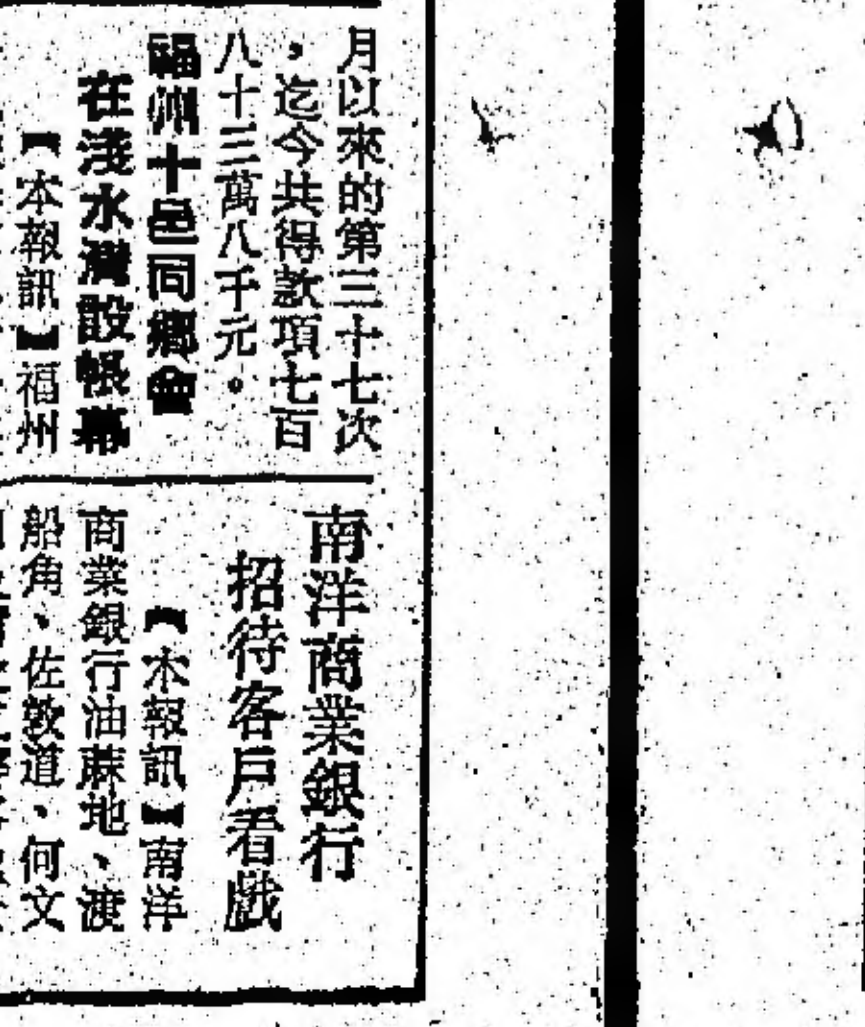 月以來的第三十七次
，迄今共得款項七百
八十三萬八千元。
福州十邑同鄉會
在淺水灣設帳幕
【本報訊】福州
南洋商業銀行
招待客戶看戲
【本報訊】南洋
商業銀行油蔴地、渡
船角、佐敦道、何文